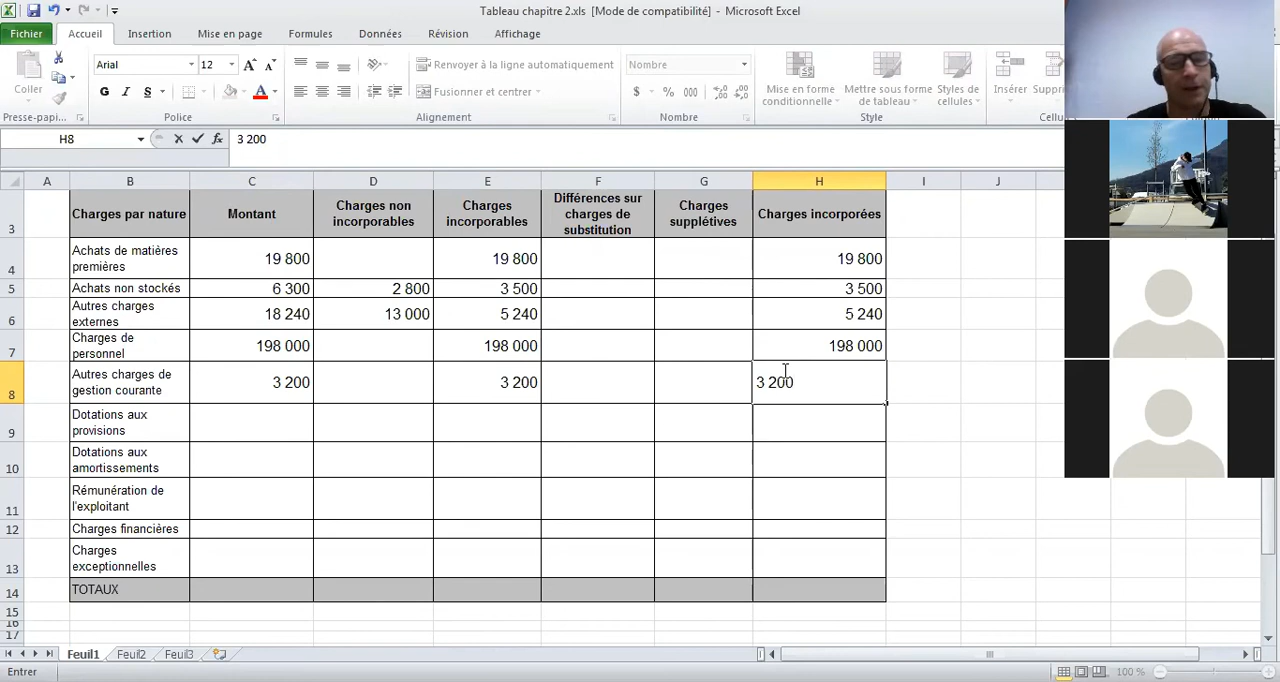 Tableau chapitre 2.xls [Mode de compatibilité] - Microsoft Excel
Fichier Accueil Insertion Mise en page Formules Données Révision Affichage
Arial 12 Renvoyer à la ligne automatiquement Nombre
Coller G I S Fusionner et centrer $ % 000
Mise en forme conditionnelle Mettre sous forme de tableau Styles de cellules Insérer
Presse-papi... Police Alignement Nombre Style
H8 fx 3 200
A B C D E F G H I J
3 Charges par nature Montant Charges non incorporables Charges incorporables Différences sur charges de substitution Charges supplétives Charges incorporées
4 Achats de matières premières 19 800 19 800 19 800
5 Achats non stockés 6 300 2 800 3 500 3 500
6 Autres charges externes 18 240 13 000 5 240 5 240
7 Charges de personnel 198 000 198 000 198 000
8 Autres charges de gestion courante 3 200 3 200 3 200
9 Dotations aux provisions
10 Dotations aux amortissements
11 Rémunération de l'exploitant
12 Charges financières
13 Charges exceptionnelles
14 TOTAUX
15
16
17
Feuil1 Feuil2 Feuil3
Entrer 100 %